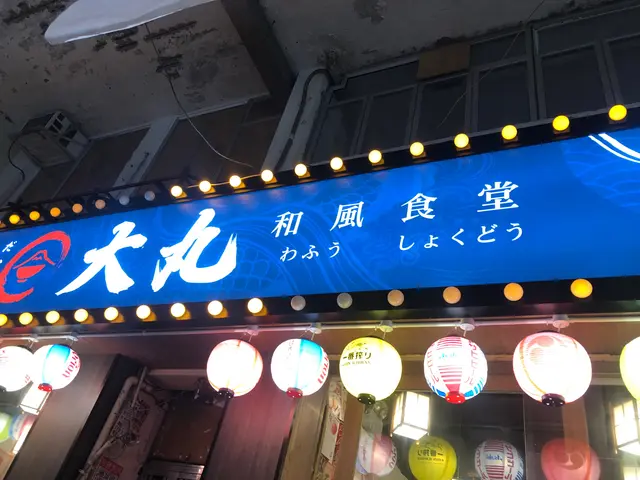 大丸
和風食堂
わふう しょくどう
一番搾り